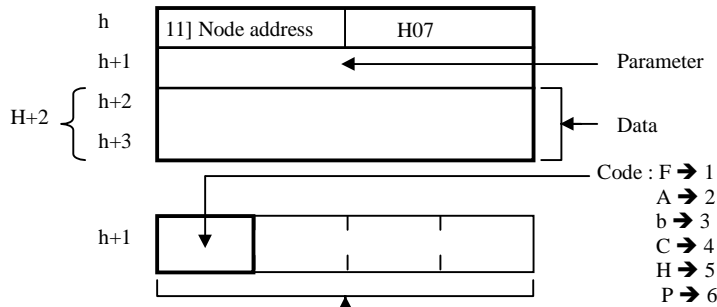 h
11] Node address H07
h+1
Parameter
h+2
H+2
Data
h+3
Code : F ➔ 1
A ➔ 2
b ➔ 3
h+1
C ➔ 4
H ➔ 5
P ➔ 6